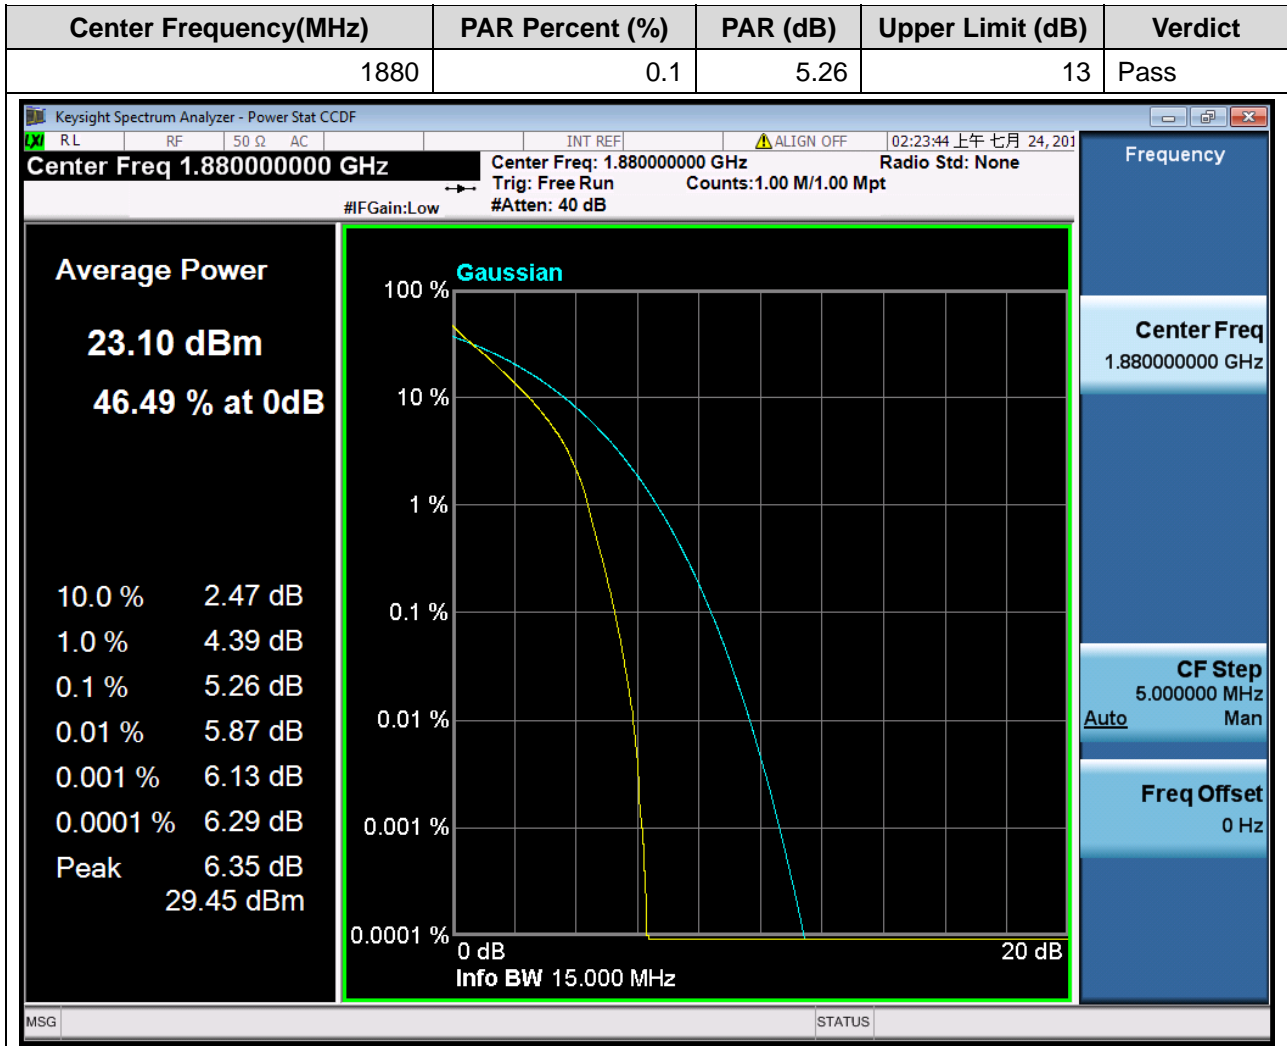 Center Frequency(MHz) PAR Percent (%) PAR (dB) Upper Limit (dB) Verdict
1880 0.1 5.26 13 Pass
Keysight Spectrum Analyzer - Power Stat CCDF
LXI RL RF 50 Ω AC INT REF ALIGN OFF 02:23:44 上午 七月 24, 201
Center Freq 1.880000000 GHz
#IFGain:Low
Center Freq: 1.880000000 GHz Radio Std: None
Trig: Free Run Counts:1.00 M/1.00 Mpt
#Atten: 40 dB
Average Power
23.10 dBm
46.49 % at 0dB
10.0 % 2.47 dB
1.0 % 4.39 dB
0.1 % 5.26 dB
0.01 % 5.87 dB
0.001 % 6.13 dB
0.0001 % 6.29 dB
Peak 6.35 dB
29.45 dBm
Gaussian
100 %
10 %
1 %
0.1 %
0.01 %
0.001 %
0.0001 %
0 dB 20 dB
Info BW 15.000 MHz
Frequency
Center Freq
1.880000000 GHz
CF Step
5.000000 MHz
Auto Man
Freq Offset
0 Hz
MSG STATUS